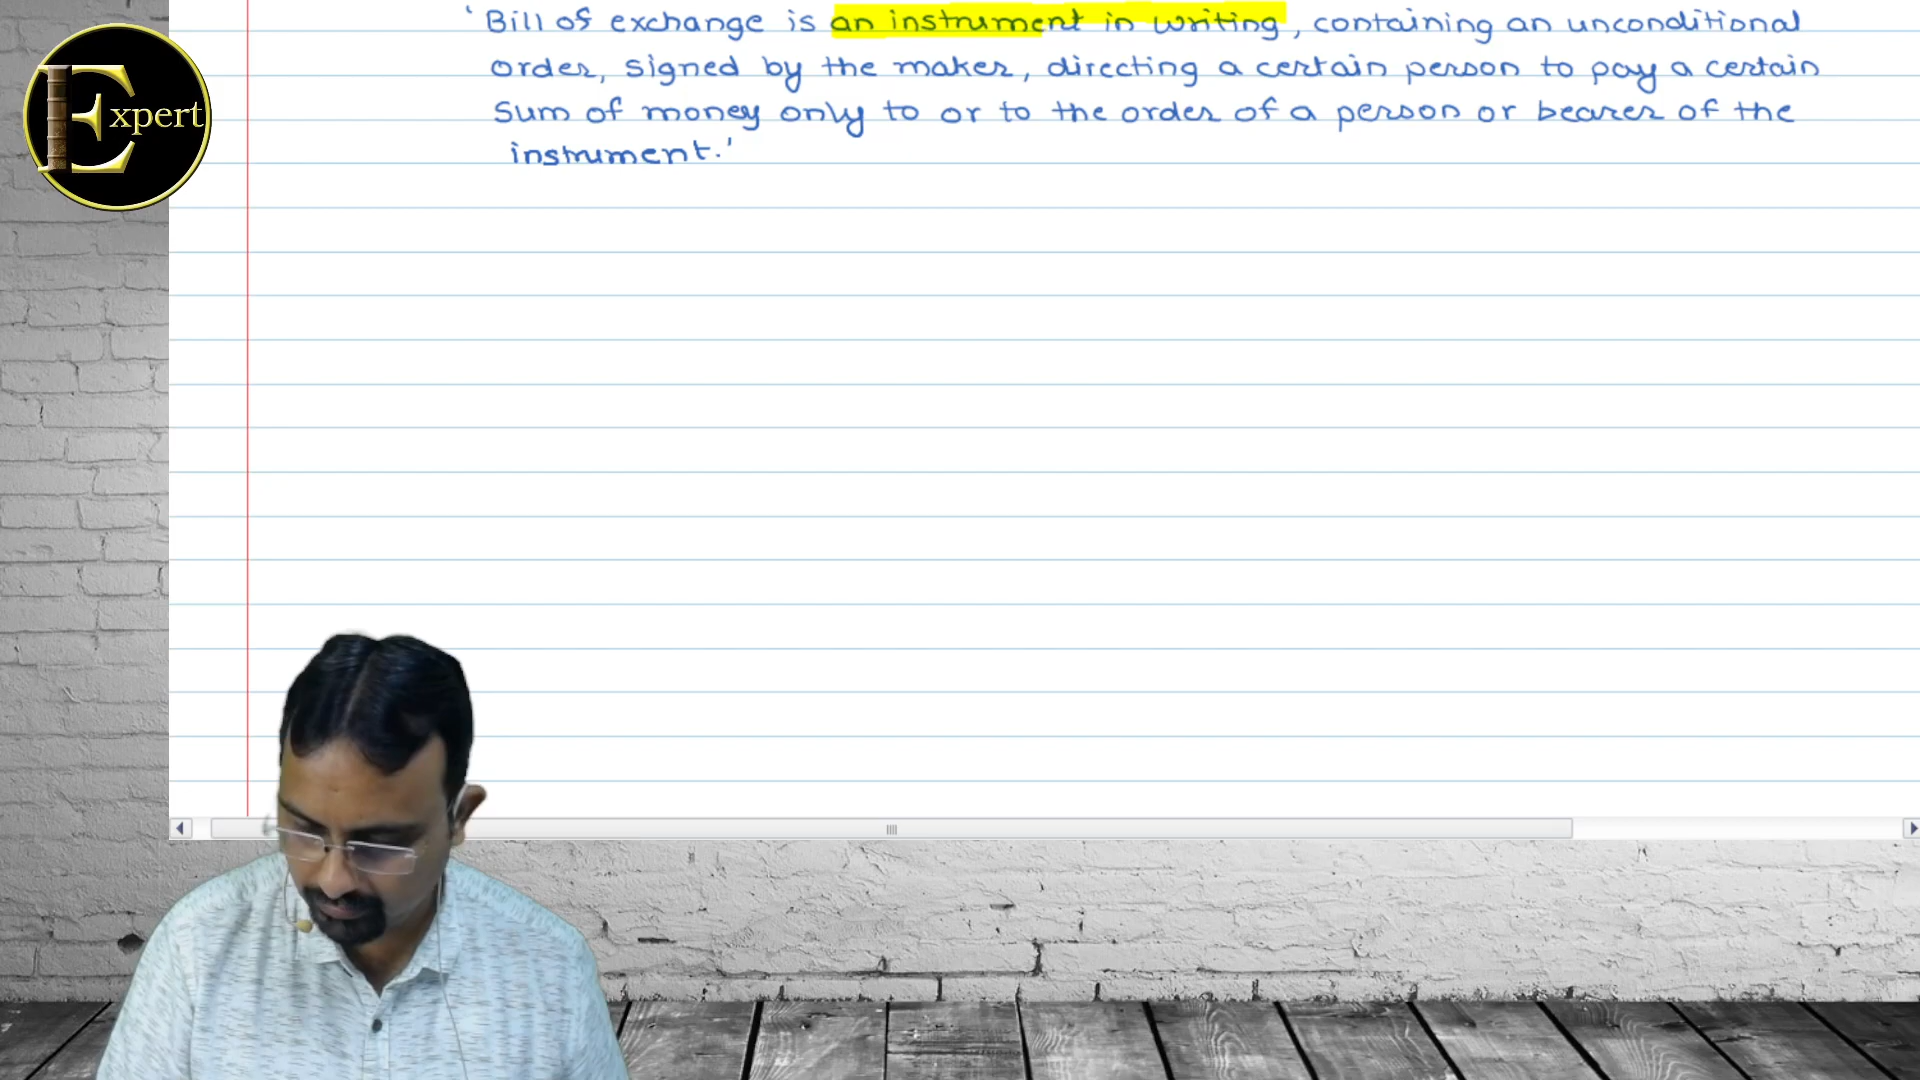 Expert
'Bill of exchange is an instrument in writing, containing an unconditional
order, signed by the maker, directing a certain person to pay a certain
Sum of money only to or to the order of a person or bearer of the
instrument.'